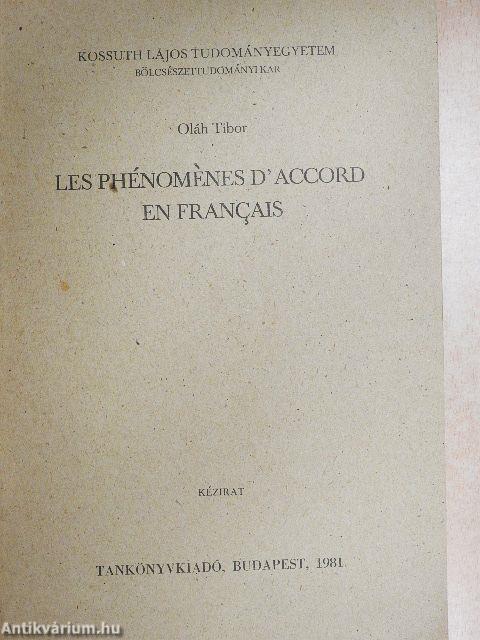 KOSSUTH LAJOS TUDOMÁNYEGYETEM
BÖLCSÉSZETTUDOMÁNYI KAR
Oláh Tibor
LES PHÉNOMÈNES D'ACCORD
EN FRANÇAIS
KÉZIRAT
TANKÖNYVKIADÓ, BUDAPEST, 1981.
Antikvárium.hu